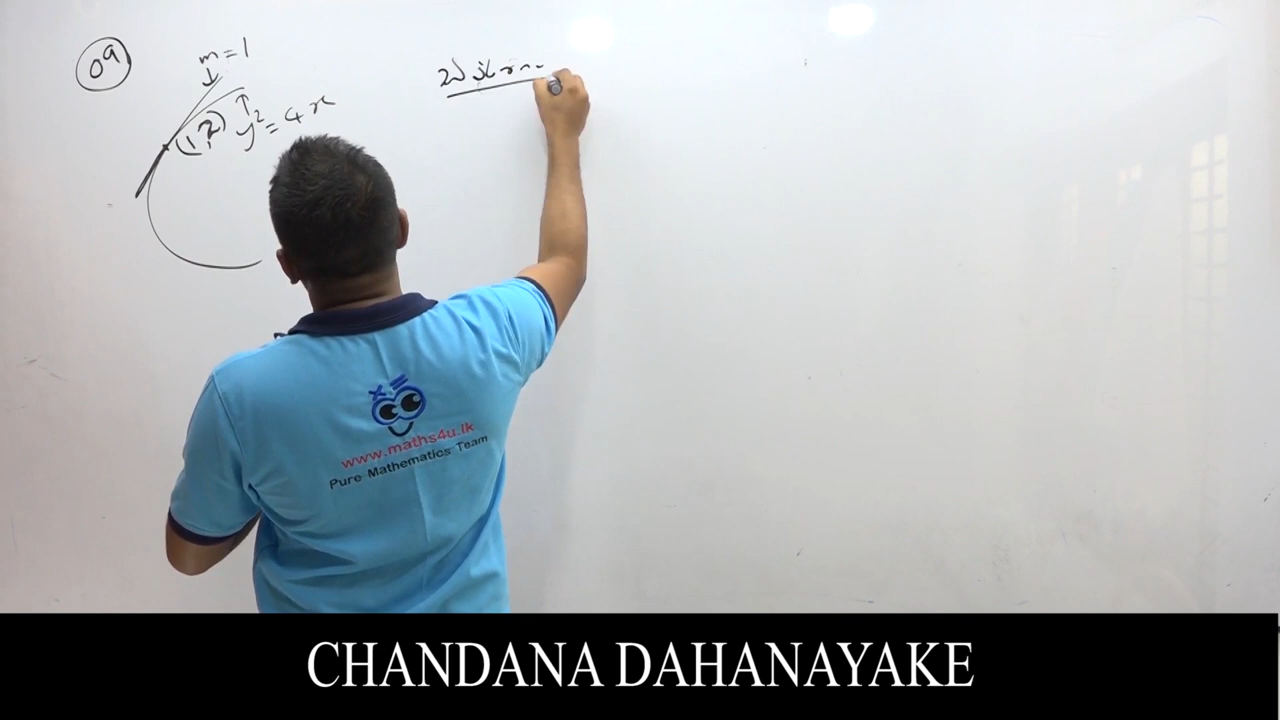 09
m = 1
(1, 2) y² = 4x
www.maths4u.lk
Pure Mathematics Team
CHANDANA DAHANAYAKE